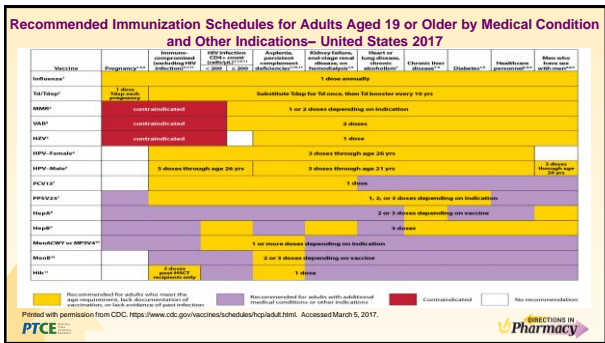 Recommended Immunization Schedules for Adults Aged 19 or Older by Medical Condition
and Other Indications– United States 2017
Vaccine
Pregnancy
Immuno-
compromised
(excluding HIV
infection)
HIV infection
CD4+ count
(cells/µL)
< 200
≥ 200
Asplenia,
persistent
complement
deficiencies
Kidney failure,
end-stage renal
disease, on
hemodialysis
Heart or
lung disease,
chronic
alcoholism
Chronic liver
disease
Diabetes
Healthcare
personnel
Men who
have sex
with men
Influenza
1 dose annually
Td/Tdap
1 dose
Tdap each
pregnancy
Substitute Tdap for Td once, then Td booster every 10 yrs
MMR
contraindicated
1 or 2 doses depending on indication
VAR
contraindicated
2 doses
HZV
contraindicated
1 dose
HPV–Female
3 doses through age 26 yrs
HPV–Male
3 doses through age 26 yrs
3 doses through age 21 yrs
3 doses
through age
26 yrs
PCV13
1 dose
PPSV23
1, 2, or 3 doses depending on indication
HepA
2 or 3 doses depending on vaccine
HepB
3 doses
MenACWY or MPSV4
1 or more doses depending on indication
MenB
2 or 3 doses depending on vaccine
Hib
3 doses
post-HSCT
recipients only
1 dose
Recommended for adults who meet the
age requirement, lack documentation of
vaccination, or lack evidence of past infection
Recommended for adults with additional
medical conditions or other indications
Contraindicated
No recommendation
Printed with permission from CDC. https://www.cdc.gov/vaccines/schedules/hcp/adult.html. Accessed March 5, 2017.
PTCE
DIRECTIONS IN
Pharmacy